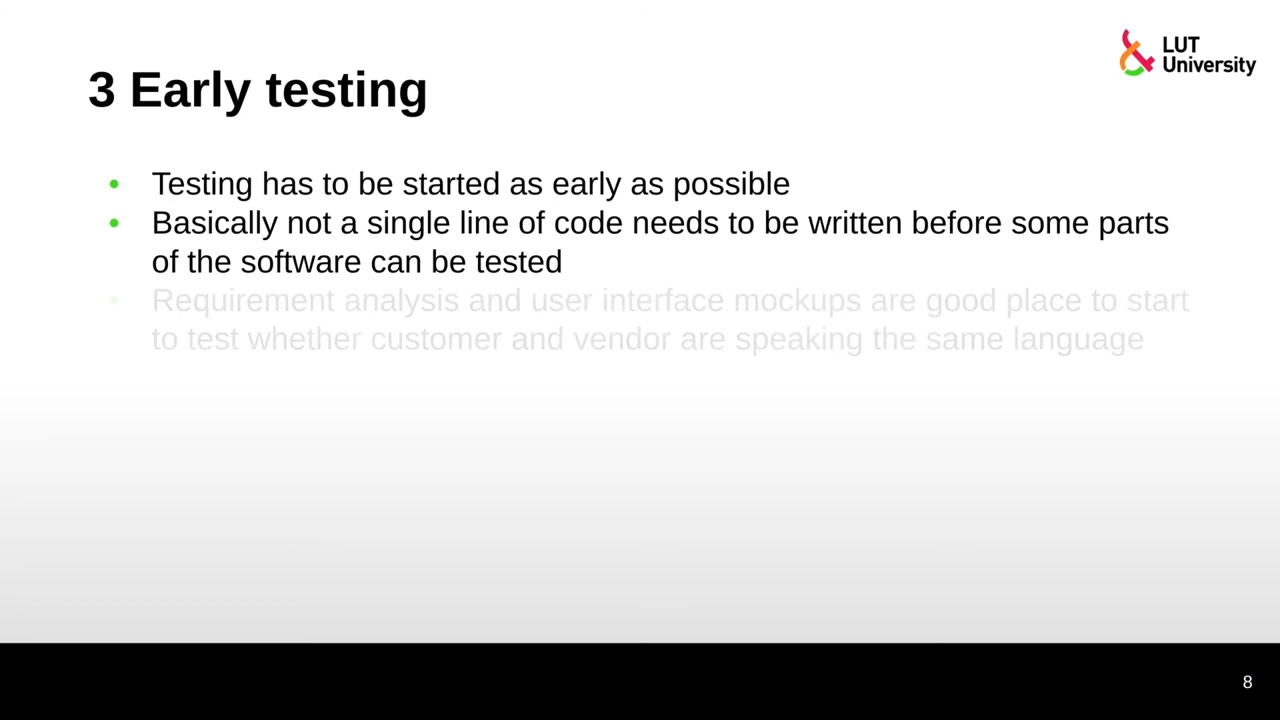 LUT
University
3 Early testing
• Testing has to be started as early as possible
• Basically not a single line of code needs to be written before some parts
of the software can be tested
• Requirement analysis and user interface mockups are good place to start
to test whether customer and vendor are speaking the same language
8